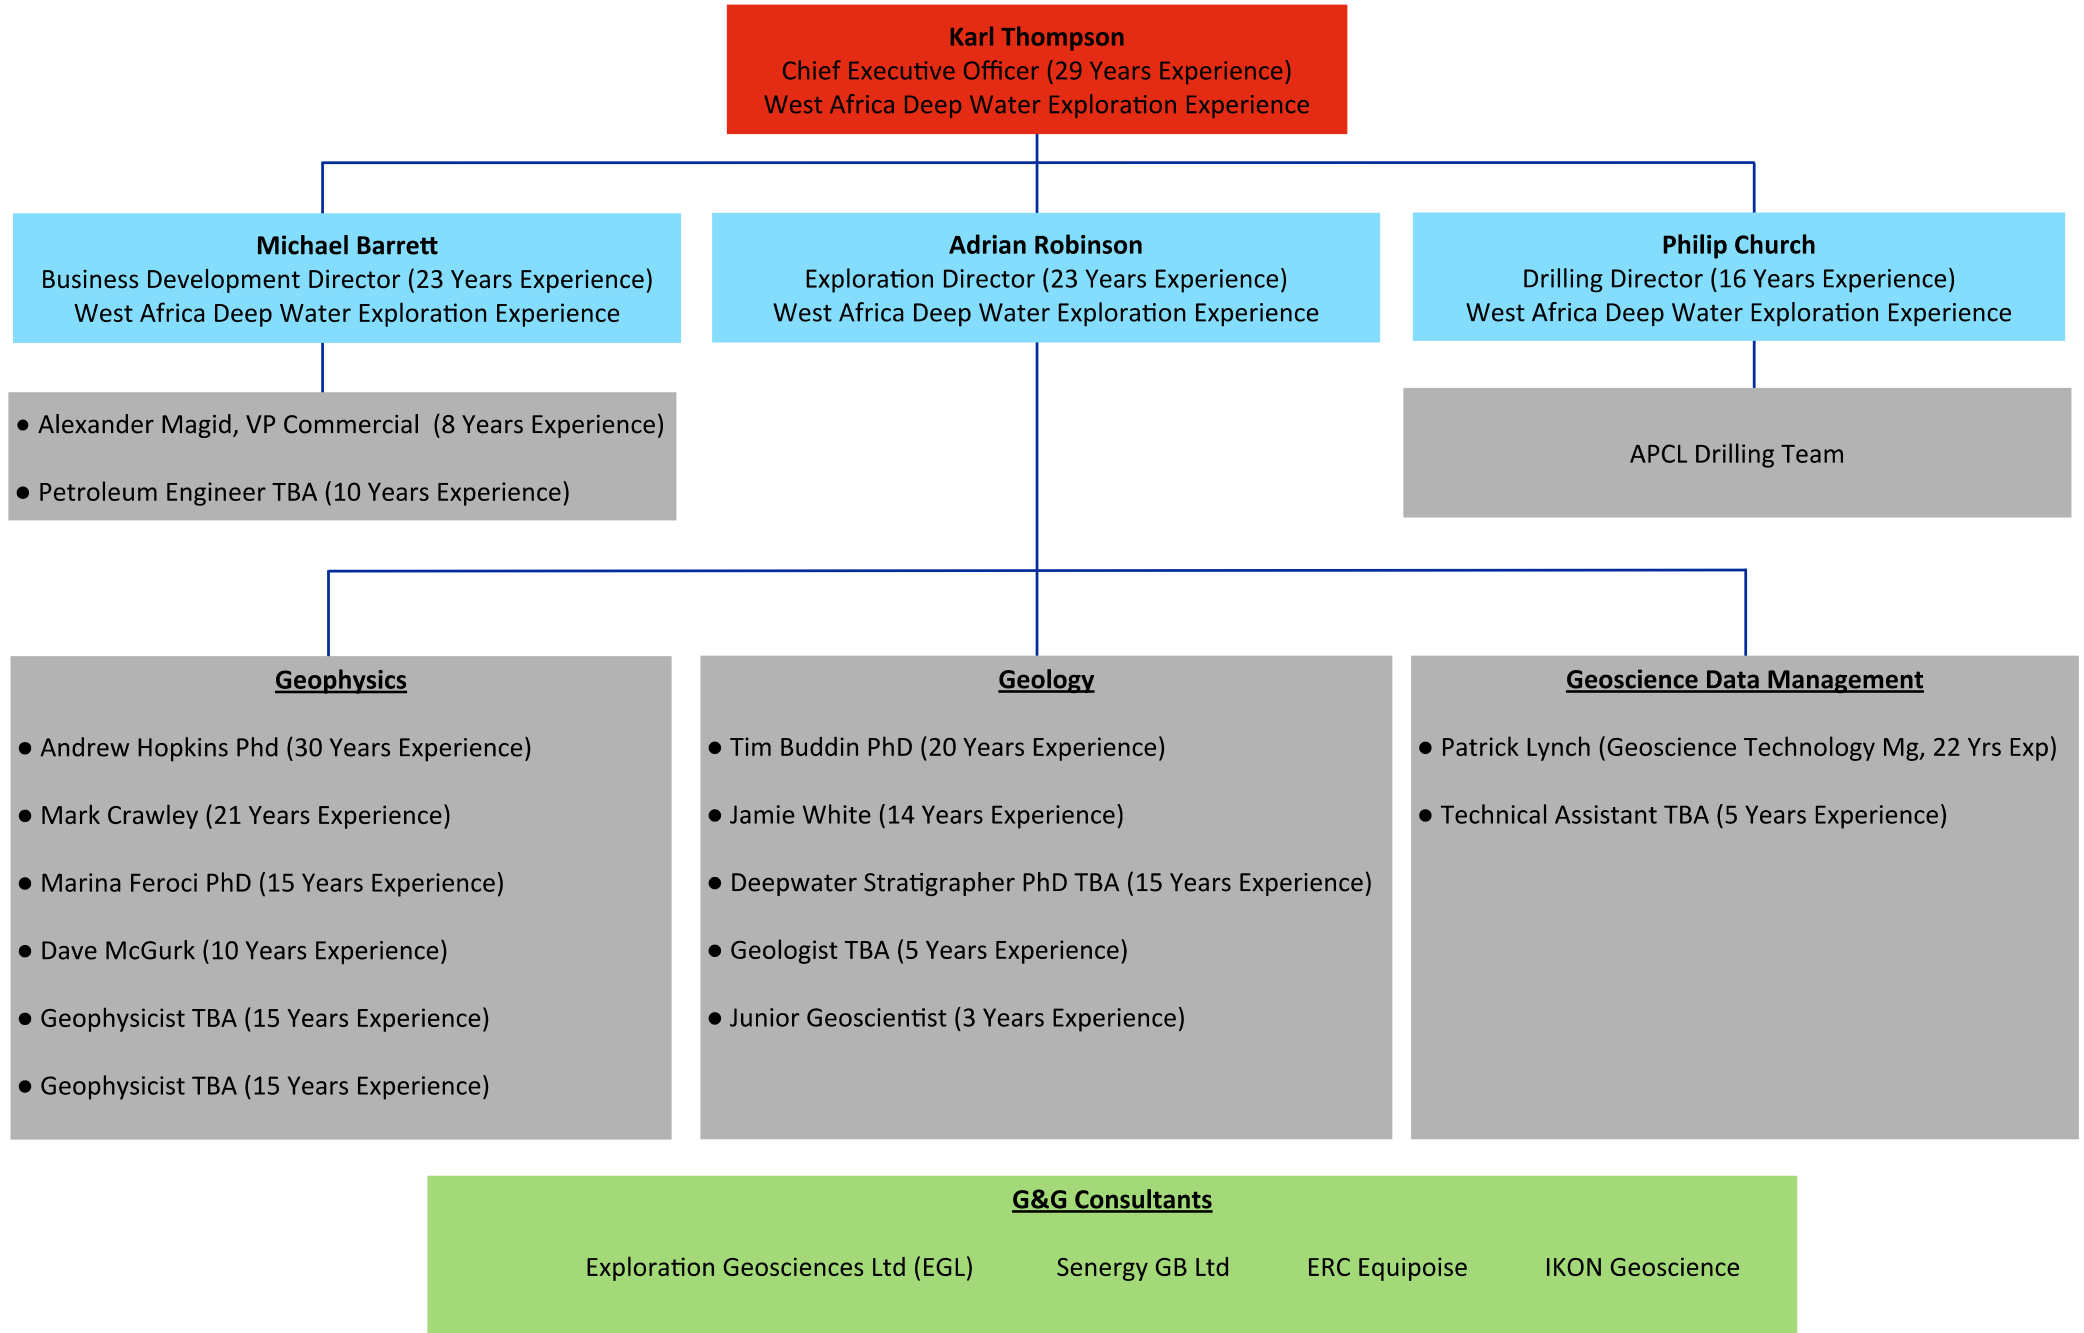 Karl Thompson
Chief Executive Officer (29 Years Experience)
West Africa Deep Water Exploration Experience
Michael Barrett
Business Development Director (23 Years Experience)
West Africa Deep Water Exploration Experience
Adrian Robinson
Exploration Director (23 Years Experience)
West Africa Deep Water Exploration Experience
Philip Church
Drilling Director (16 Years Experience)
West Africa Deep Water Exploration Experience
● Alexander Magid, VP Commercial  (8 Years Experience)
● Petroleum Engineer TBA (10 Years Experience)
APCL Drilling Team
Geophysics
● Andrew Hopkins Phd (30 Years Experience)
● Mark Crawley (21 Years Experience)
● Marina Feroci PhD (15 Years Experience)
● Dave McGurk (10 Years Experience)
● Geophysicist TBA (15 Years Experience)
● Geophysicist TBA (15 Years Experience)
Geology
● Tim Buddin PhD (20 Years Experience)
● Jamie White (14 Years Experience)
● Deepwater Stratigrapher PhD TBA (15 Years Experience)
● Geologist TBA (5 Years Experience)
● Junior Geoscientist (3 Years Experience)
Geoscience Data Management
● Patrick Lynch (Geoscience Technology Mg, 22 Yrs Exp)
● Technical Assistant TBA (5 Years Experience)
G&G Consultants
Exploration Geosciences Ltd (EGL) Senergy GB Ltd ERC Equipoise IKON Geoscience